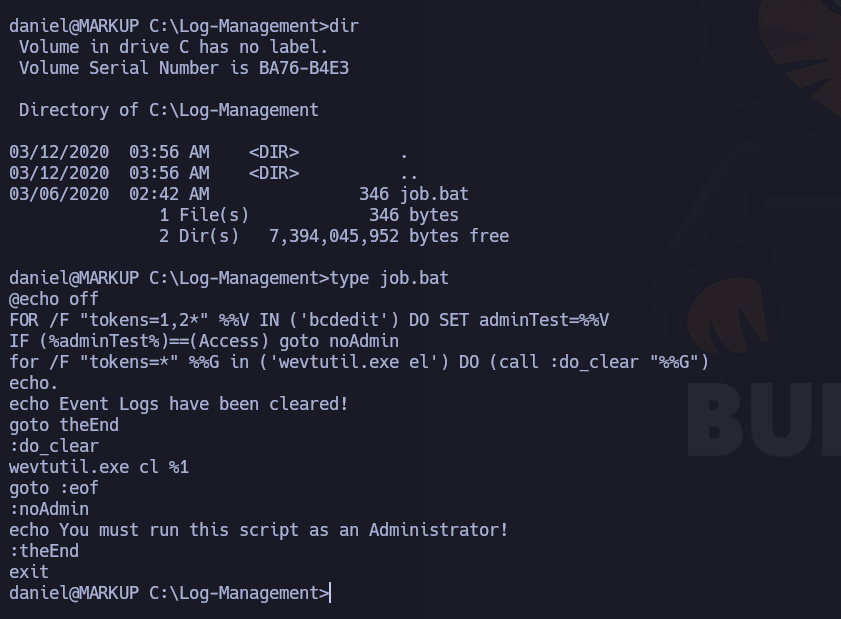 daniel@MARKUP C:\Log-Management>dir
 Volume in drive C has no label.
 Volume Serial Number is BA76-B4E3

 Directory of C:\Log-Management

03/12/2020  03:56 AM    <DIR>          .
03/12/2020  03:56 AM    <DIR>          ..
03/06/2020  02:42 AM               346 job.bat
               1 File(s)            346 bytes
               2 Dir(s)   7,394,045,952 bytes free

daniel@MARKUP C:\Log-Management>type job.bat
@echo off
FOR /F "tokens=1,2*" %%V IN ('bcdedit') DO SET adminTest=%%V
IF (%adminTest%)==(Access) goto noAdmin
for /F "tokens=*" %%G in ('wevtutil.exe el') DO (call :do_clear "%%G")
echo.
echo Event Logs have been cleared!
goto theEnd
:do_clear
wevtutil.exe cl %1
goto :eof
:noAdmin
echo You must run this script as an Administrator!
:theEnd
exit
daniel@MARKUP C:\Log-Management>